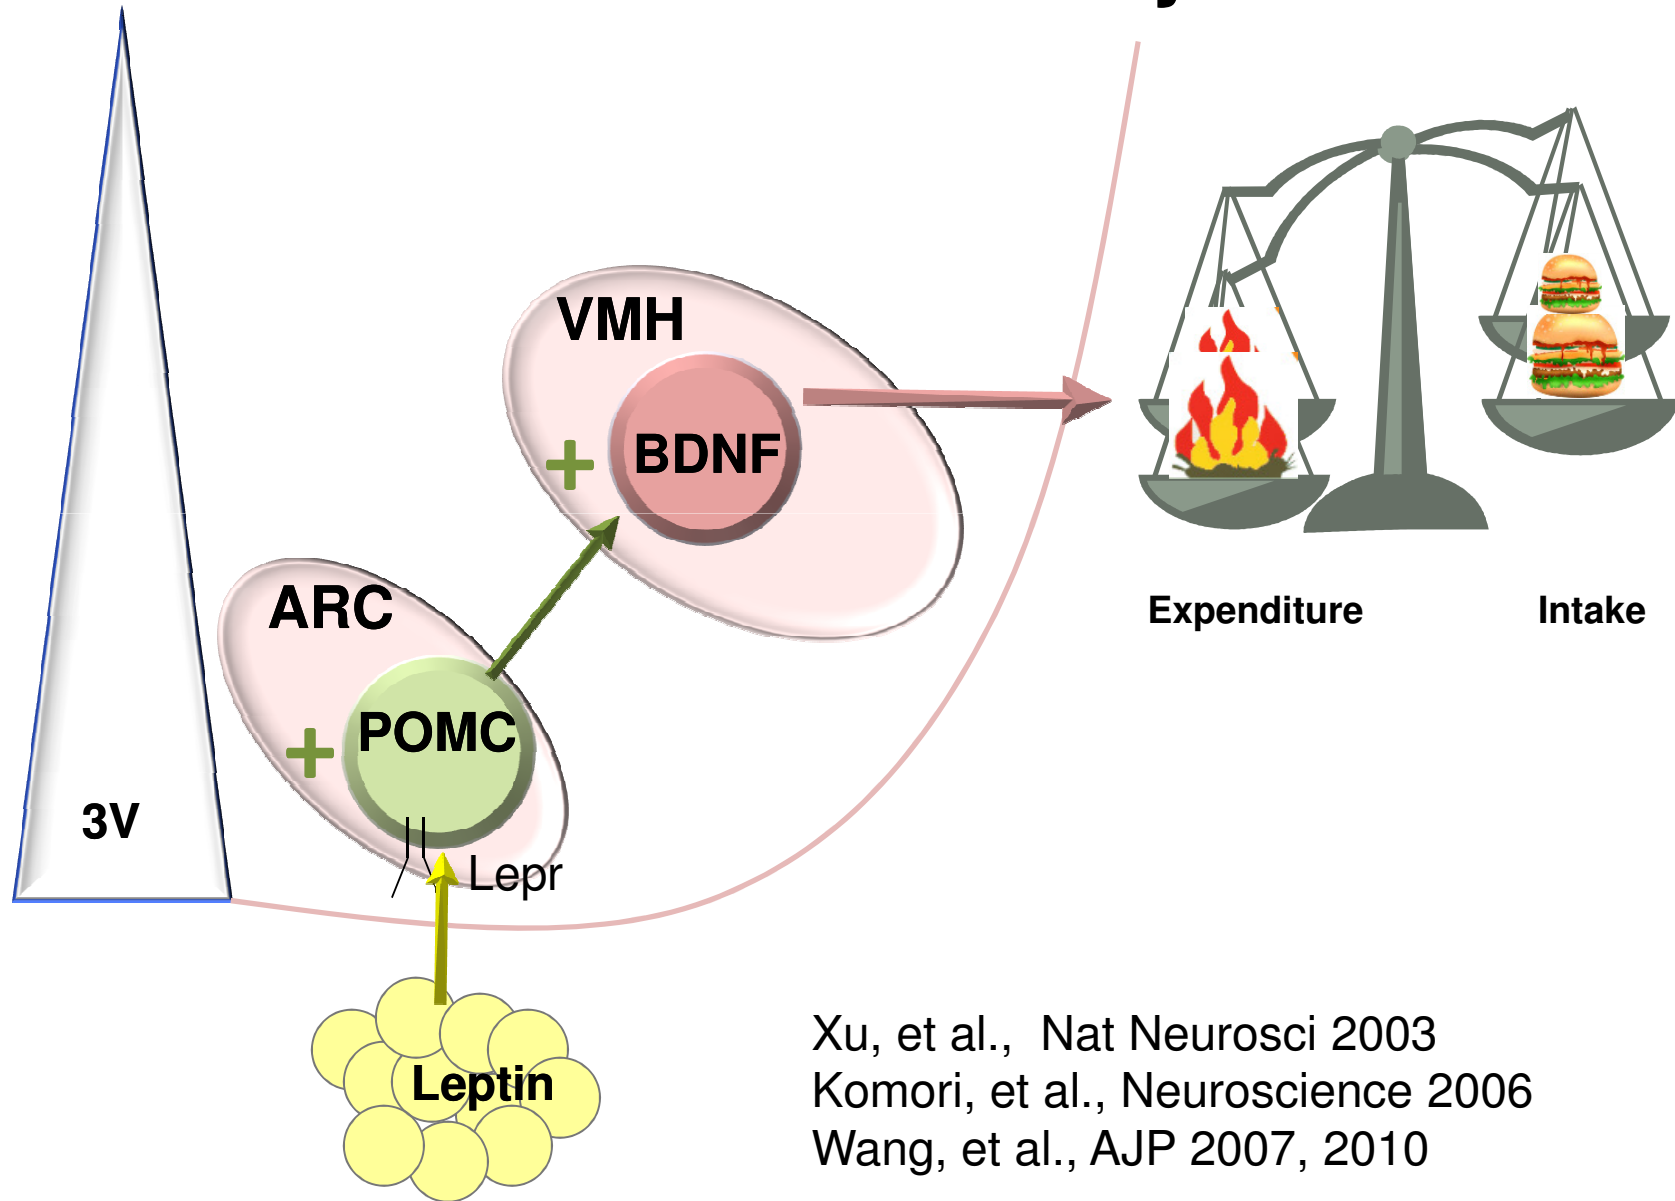 VMH
BDNF
+
ARC
POMC
+
3V
Lepr
Leptin
Expenditure
Intake
Xu, et al., Nat Neurosci 2003
Komori, et al., Neuroscience 2006
Wang, et al., AJP 2007, 2010